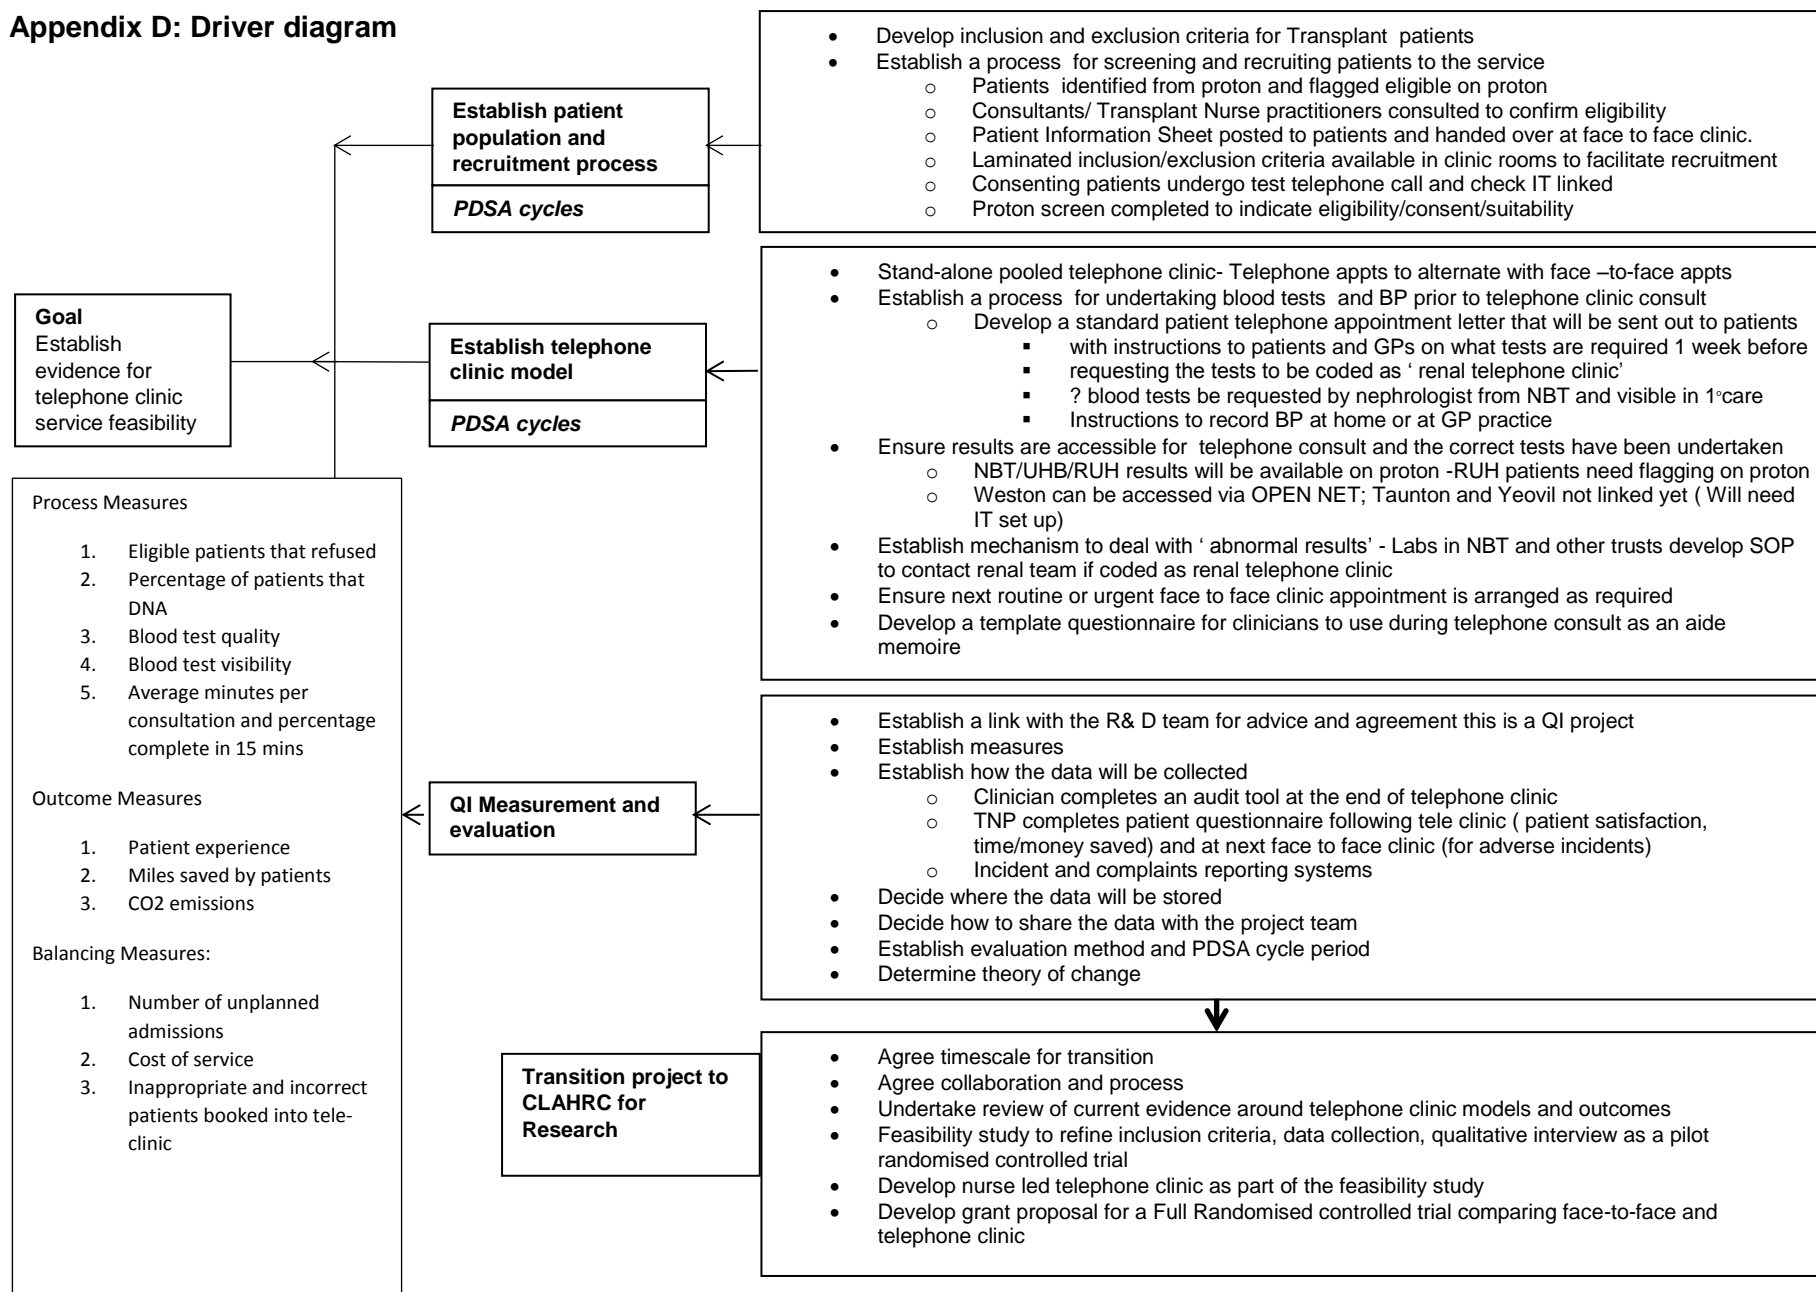 Appendix D: Driver diagram
Goal
Establish
evidence for
telephone clinic
service feasibility
Process Measures
1. Eligible patients that refused
2. Percentage of patients that
DNA
3. Blood test quality
4. Blood test visibility
5. Average minutes per
consultation and percentage
complete in 15 mins
Outcome Measures
1. Patient experience
2. Miles saved by patients
3. CO2 emissions
Balancing Measures:
1. Number of unplanned
admissions
2. Cost of service
3. Inappropriate and incorrect
patients booked into tele-
clinic
Establish patient
population and
recruitment process
PDSA cycles
• Develop inclusion and exclusion criteria for Transplant patients
• Establish a process for screening and recruiting patients to the service
o Patients identified from proton and flagged eligible on proton
o Consultants/ Transplant Nurse practitioners consulted to confirm eligibility
o Patient Information Sheet posted to patients and handed over at face to face clinic.
o Laminated inclusion/exclusion criteria available in clinic rooms to facilitate recruitment
o Consenting patients undergo test telephone call and check IT linked
o Proton screen completed to indicate eligibility/consent/suitability
Establish telephone
clinic model
PDSA cycles
• Stand-alone pooled telephone clinic- Telephone appts to alternate with face –to-face appts
• Establish a process for undertaking blood tests and BP prior to telephone clinic consult
o Develop a standard patient telephone appointment letter that will be sent out to patients
▪ with instructions to patients and GPs on what tests are required 1 week before
▪ requesting the tests to be coded as ‘ renal telephone clinic’
▪ ? blood tests be requested by nephrologist from NBT and visible in 1°care
▪ Instructions to record BP at home or at GP practice
• Ensure results are accessible for telephone consult and the correct tests have been undertaken
o NBT/UHB/RUH results will be available on proton -RUH patients need flagging on proton
o Weston can be accessed via OPEN NET; Taunton and Yeovil not linked yet ( Will need
IT set up)
• Establish mechanism to deal with ‘ abnormal results’ - Labs in NBT and other trusts develop SOP
to contact renal team if coded as renal telephone clinic
• Ensure next routine or urgent face to face clinic appointment is arranged as required
• Develop a template questionnaire for clinicians to use during telephone consult as an aide
memoire
QI Measurement and
evaluation
• Establish a link with the R& D team for advice and agreement this is a QI project
• Establish measures
• Establish how the data will be collected
o Clinician completes an audit tool at the end of telephone clinic
o TNP completes patient questionnaire following tele clinic ( patient satisfaction,
time/money saved) and at next face to face clinic (for adverse incidents)
o Incident and complaints reporting systems
• Decide where the data will be stored
• Decide how to share the data with the project team
• Establish evaluation method and PDSA cycle period
• Determine theory of change
Transition project to
CLAHRC for
Research
• Agree timescale for transition
• Agree collaboration and process
• Undertake review of current evidence around telephone clinic models and outcomes
• Feasibility study to refine inclusion criteria, data collection, qualitative interview as a pilot
randomised controlled trial
• Develop nurse led telephone clinic as part of the feasibility study
• Develop grant proposal for a Full Randomised controlled trial comparing face-to-face and
telephone clinic